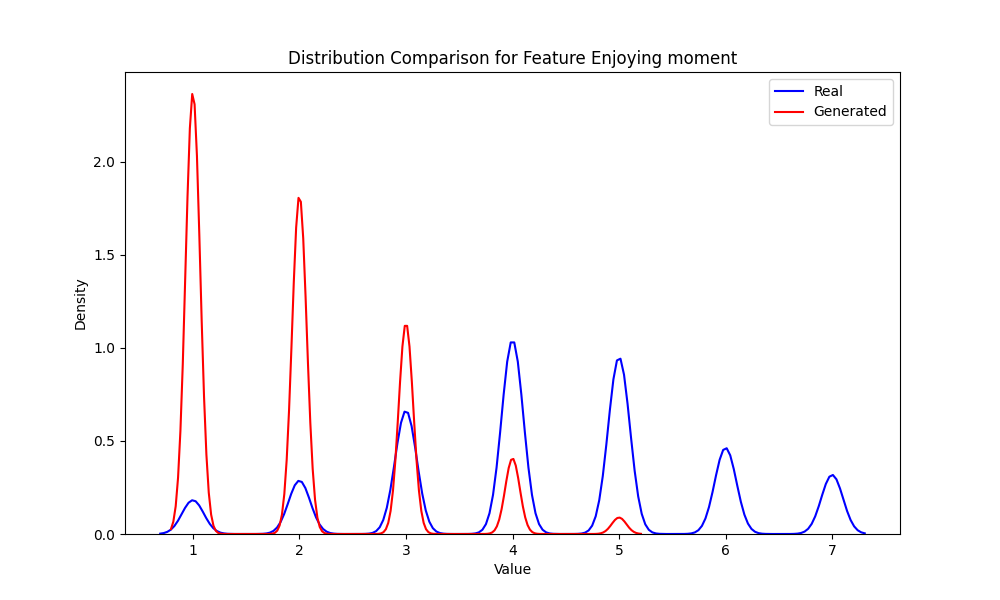 Distribution Comparison for Feature Enjoying moment
Real
Generated
Density
2.0
1.5
1.0
0.5
0.0
1 2 3 4 5 6 7
Value